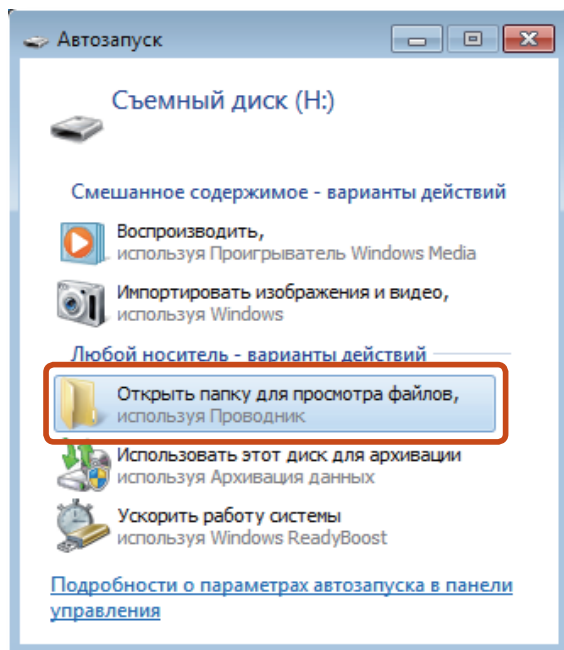 Автозапуск
Съемный диск (H:)
Смешанное содержимое - варианты действий
Воспроизводить,
используя Проигрыватель Windows Media
Импортировать изображения и видео,
используя Windows
Любой носитель - варианты действий
Открыть папку для просмотра файлов,
используя Проводник
Использовать этот диск для архивации
используя Архивация данных
Ускорить работу системы
используя Windows ReadyBoost
Подробности о параметрах автозапуска в панели
управления